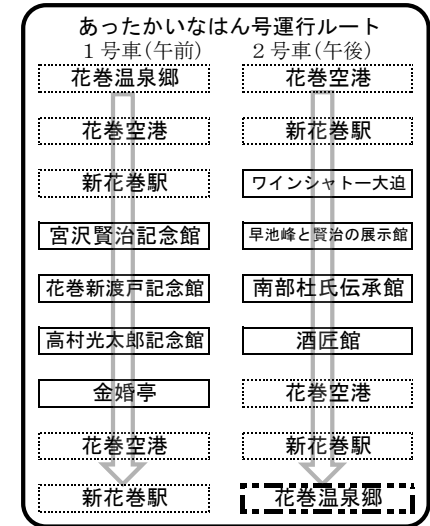 あったかいなはん号運行ルート
1号車(午前)
花巻温泉郷
花巻空港
新花巻駅
宮沢賢治記念館
花巻新渡戸記念館
高村光太郎記念館
金婚亭
花巻空港
新花巻駅
2号車(午後)
花巻空港
新花巻駅
ワインシャトー大迫
早池峰と賢治の展示館
南部杜氏伝承館
酒匠館
花巻空港
新花巻駅
花巻温泉郷